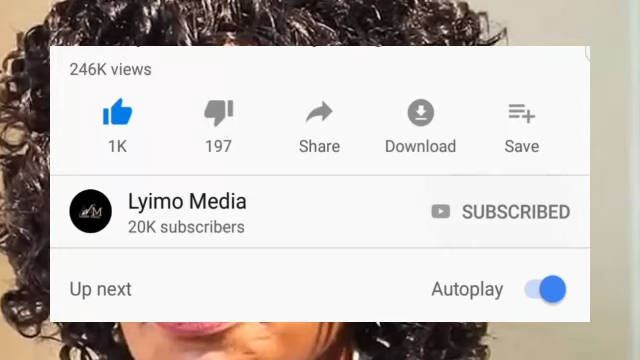 246K views
1K
197
Share
Download
Save
Lyimo Media
20K subscribers
SUBSCRIBED
Up next
Autoplay